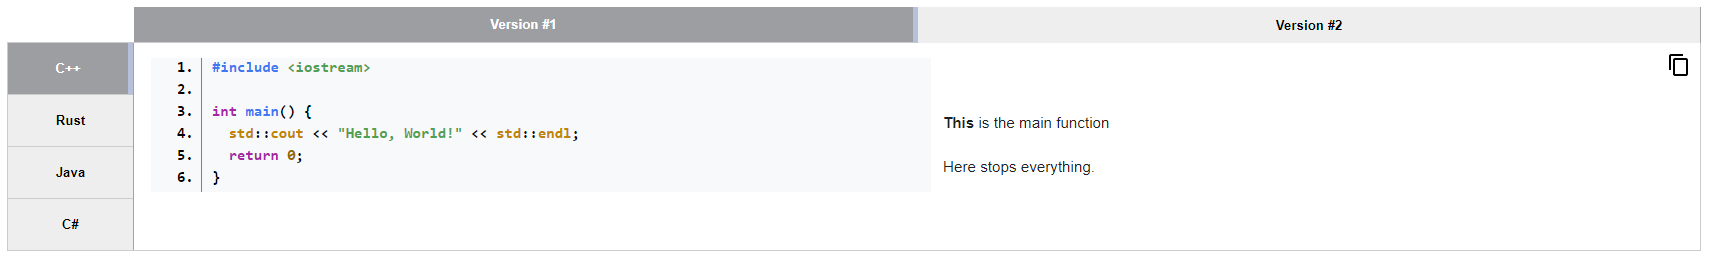 Version #1
Version #2
C++
Rust
Java
C#
1. #include <iostream>
2.
3. int main() {
4.   std::cout << "Hello, World!" << std::endl;
5.   return 0;
6. }
This is the main function
Here stops everything.